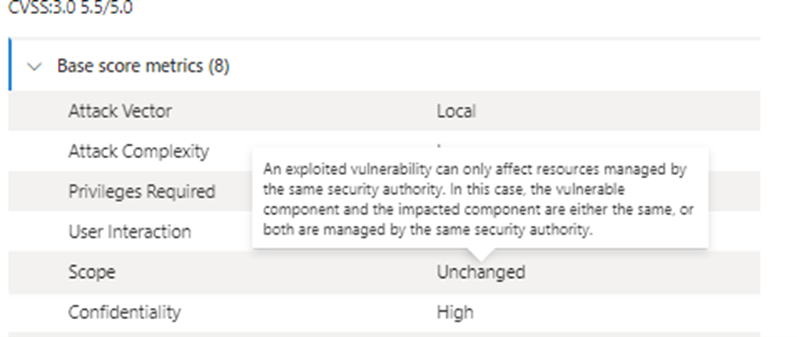 CVSS:3.0 5.5/5.0
Base score metrics (8)
Attack Vector Local
Attack Complexity
An exploited vulnerability can only affect resources managed by
the same security authority. In this case, the vulnerable
component and the impacted component are either the same, or
both are managed by the same security authority.
Privileges Required
User Interaction
Scope Unchanged
Confidentiality High